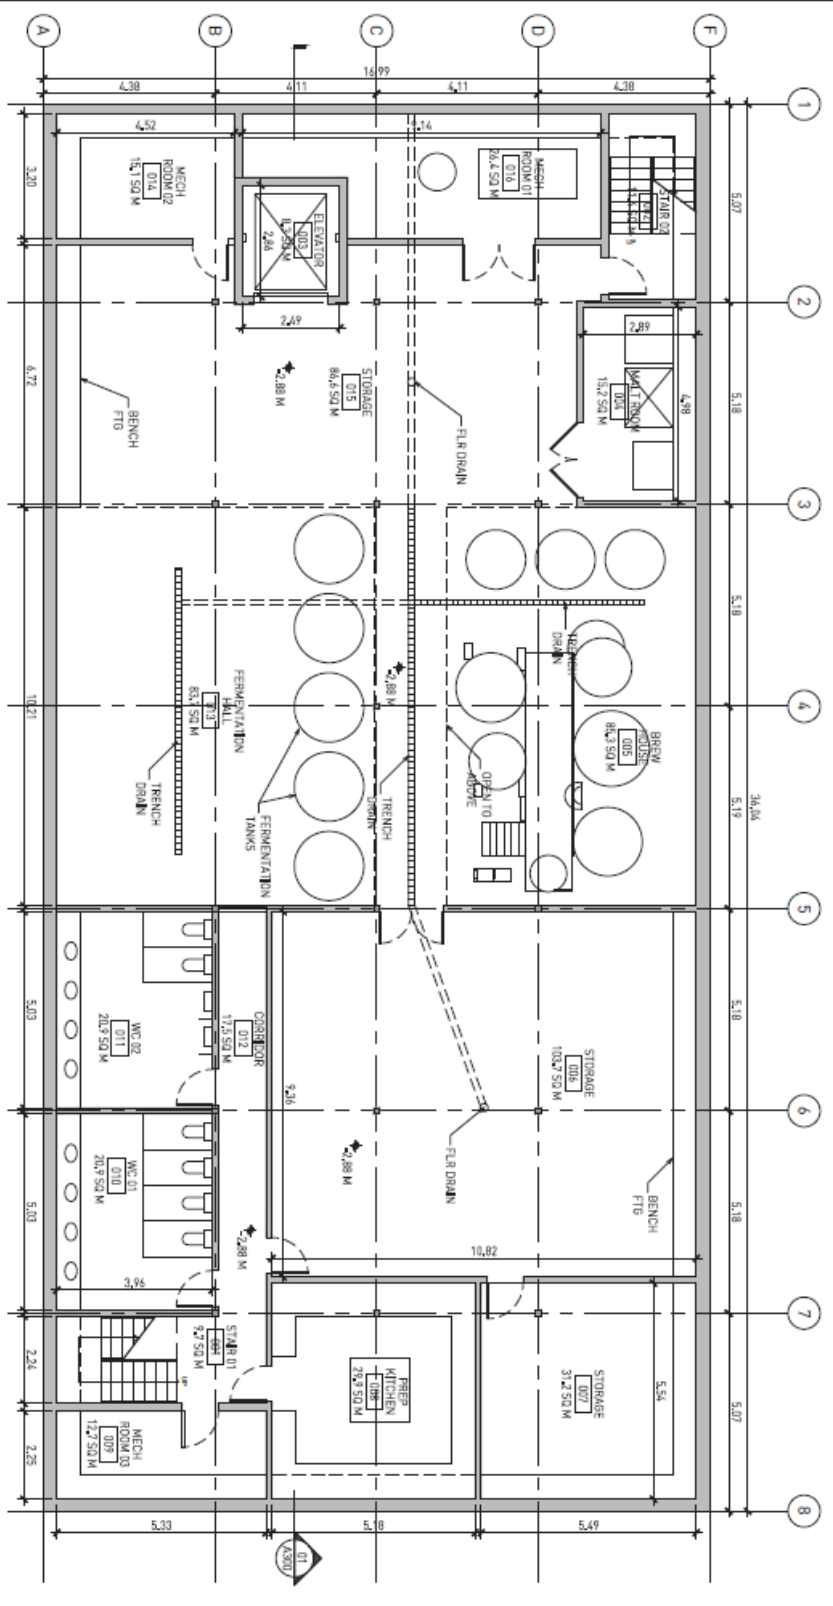 A
B
C
D
F
16.99
4.38
4.11
4.11
4.38
1
2
3
4
5
6
7
8
36.04
5.07
5.18
5.18
5.19
5.18
5.18
5.07
3.20
6.72
10.21
5.03
5.03
2.24
2.25
4.52
9.14
MECH
ROOM 02
014
15.1 SQ M
MECH
ROOM 01
016
26.4 SQ M
STAIR 02
002
ELEVATOR
003
8.2 SQ M
2.86
2.49
-2.88 M
STORAGE
015
86.6 SQ M
FLR DRAIN
BENCH
FTG
2.89
4.98
MALT ROOM
004
15.2 SQ M
TRENCH
DRAIN
-2.88 M
FERMENTATION
HALL
013
83.7 SQ M
BREW
HOUSE
005
85.3 SQ M
OPEN TO
ABOVE
TRENCH
DRAIN
TRENCH
DRAIN
FERMENTATION
TANKS
WC 02
011
20.9 SQ M
CORRIDOR
012
17.5 SQ M
9.36
STORAGE
006
103.7 SQ M
FLR DRAIN
BENCH
FTG
-2.88 M
-2.88 M
WC 01
010
20.9 SQ M
3.96
10.82
STAIR 01
001
9.7 SQ M
UP
PREP
KITCHEN
008
29.9 SQ M
STORAGE
007
31.2 SQ M
5.54
MECH
ROOM 03
009
12.7 SQ M
5.33
5.18
5.49
01
A300